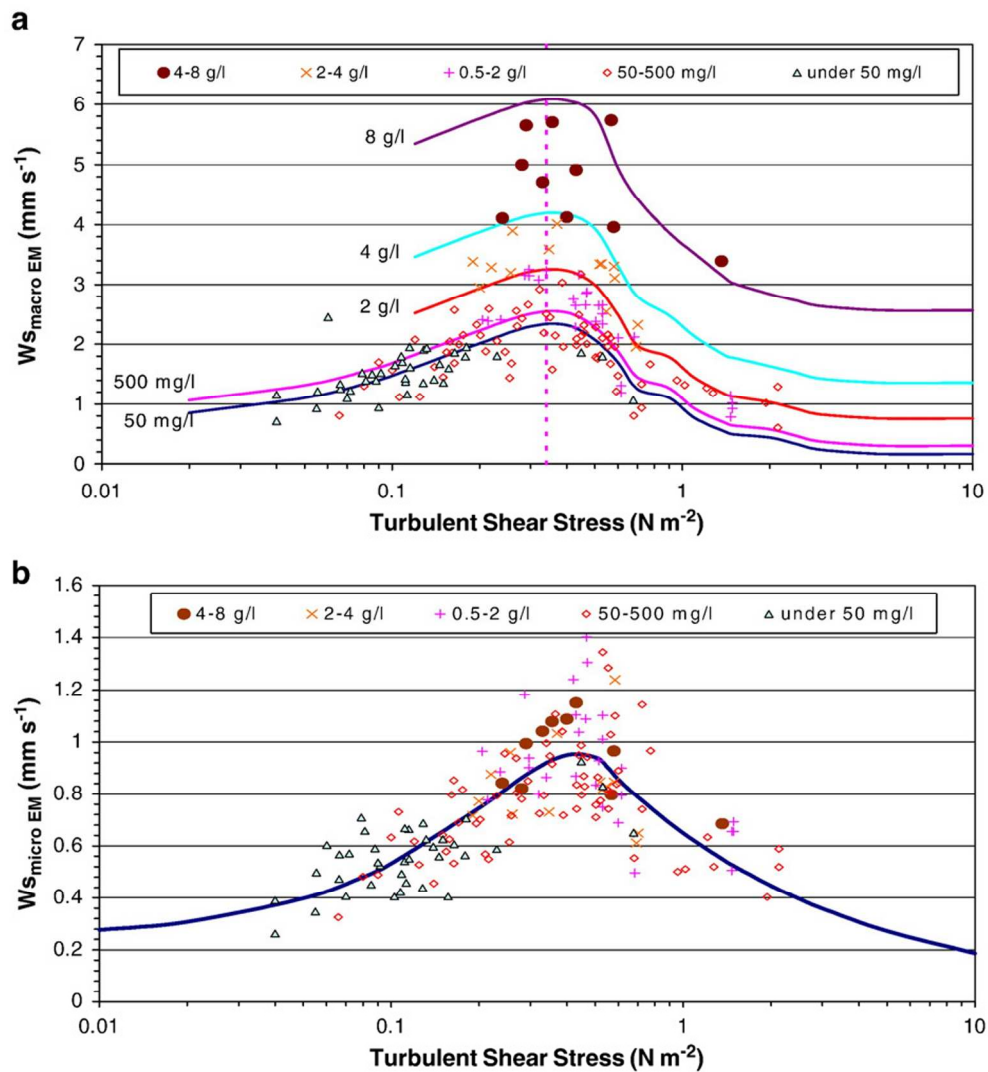 a
7
4-8 g/l 2-4 g/l 0.5-2 g/l 50-500 mg/l under 50 mg/l
6
8 g/l
5
4
4 g/l
3
2 g/l
2
500 mg/l
1
50 mg/l
0
0.01 0.1 1 10
Ws macro EM (mm s-1)
Turbulent Shear Stress (N m-2)
b
1.6
4-8 g/l 2-4 g/l 0.5-2 g/l 50-500 mg/l under 50 mg/l
1.4
1.2
1
0.8
0.6
0.4
0.2
0
0.01 0.1 1 10
Ws micro EM (mm s-1)
Turbulent Shear Stress (N m-2)